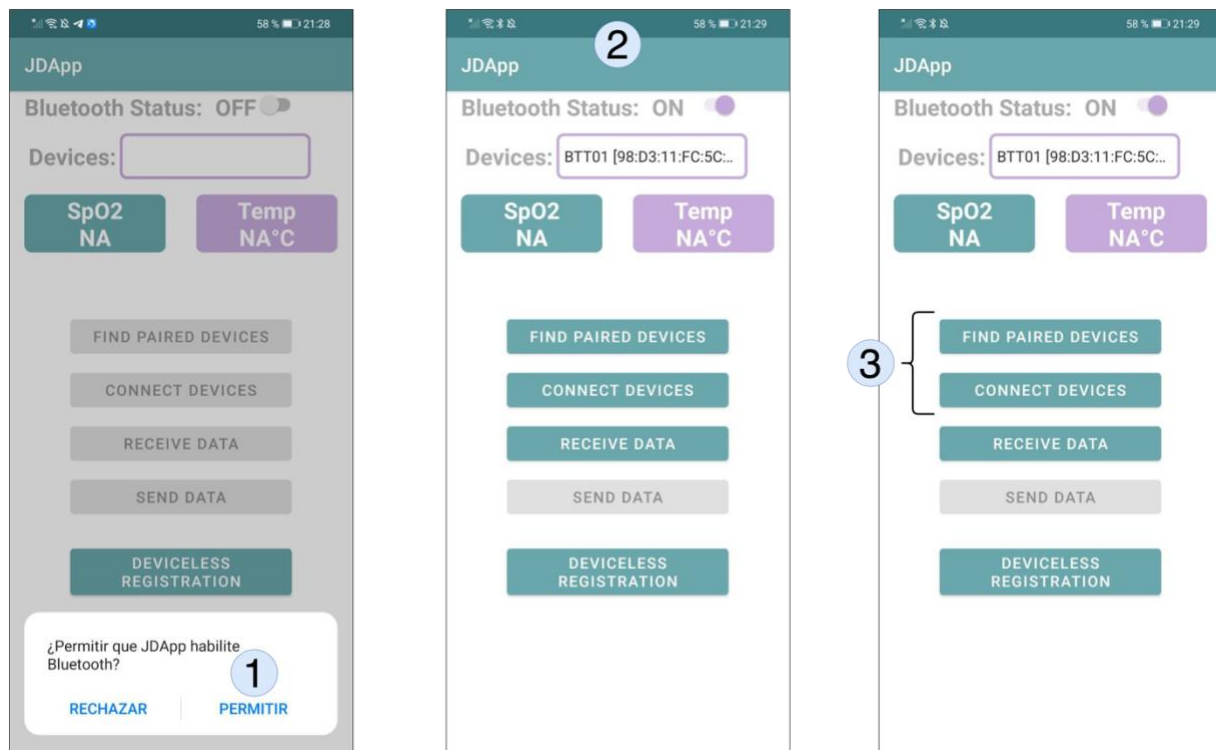 58 % 21:28
JDApp
Bluetooth Status: OFF
Devices:
SpO2
NA
Temp
NA°C
FIND PAIRED DEVICES
CONNECT DEVICES
RECEIVE DATA
SEND DATA
DEVICELESS
REGISTRATION
¿Permitir que JDApp habilite
Bluetooth?
1
RECHAZAR
PERMITIR
58 % 21:29
2
JDApp
Bluetooth Status: ON
Devices: BTT01 [98:D3:11:FC:5C:...
SpO2
NA
Temp
NA°C
FIND PAIRED DEVICES
CONNECT DEVICES
RECEIVE DATA
SEND DATA
DEVICELESS
REGISTRATION
58 % 21:29
JDApp
Bluetooth Status: ON
Devices: BTT01 [98:D3:11:FC:5C:...
SpO2
NA
Temp
NA°C
3
FIND PAIRED DEVICES
CONNECT DEVICES
RECEIVE DATA
SEND DATA
DEVICELESS
REGISTRATION